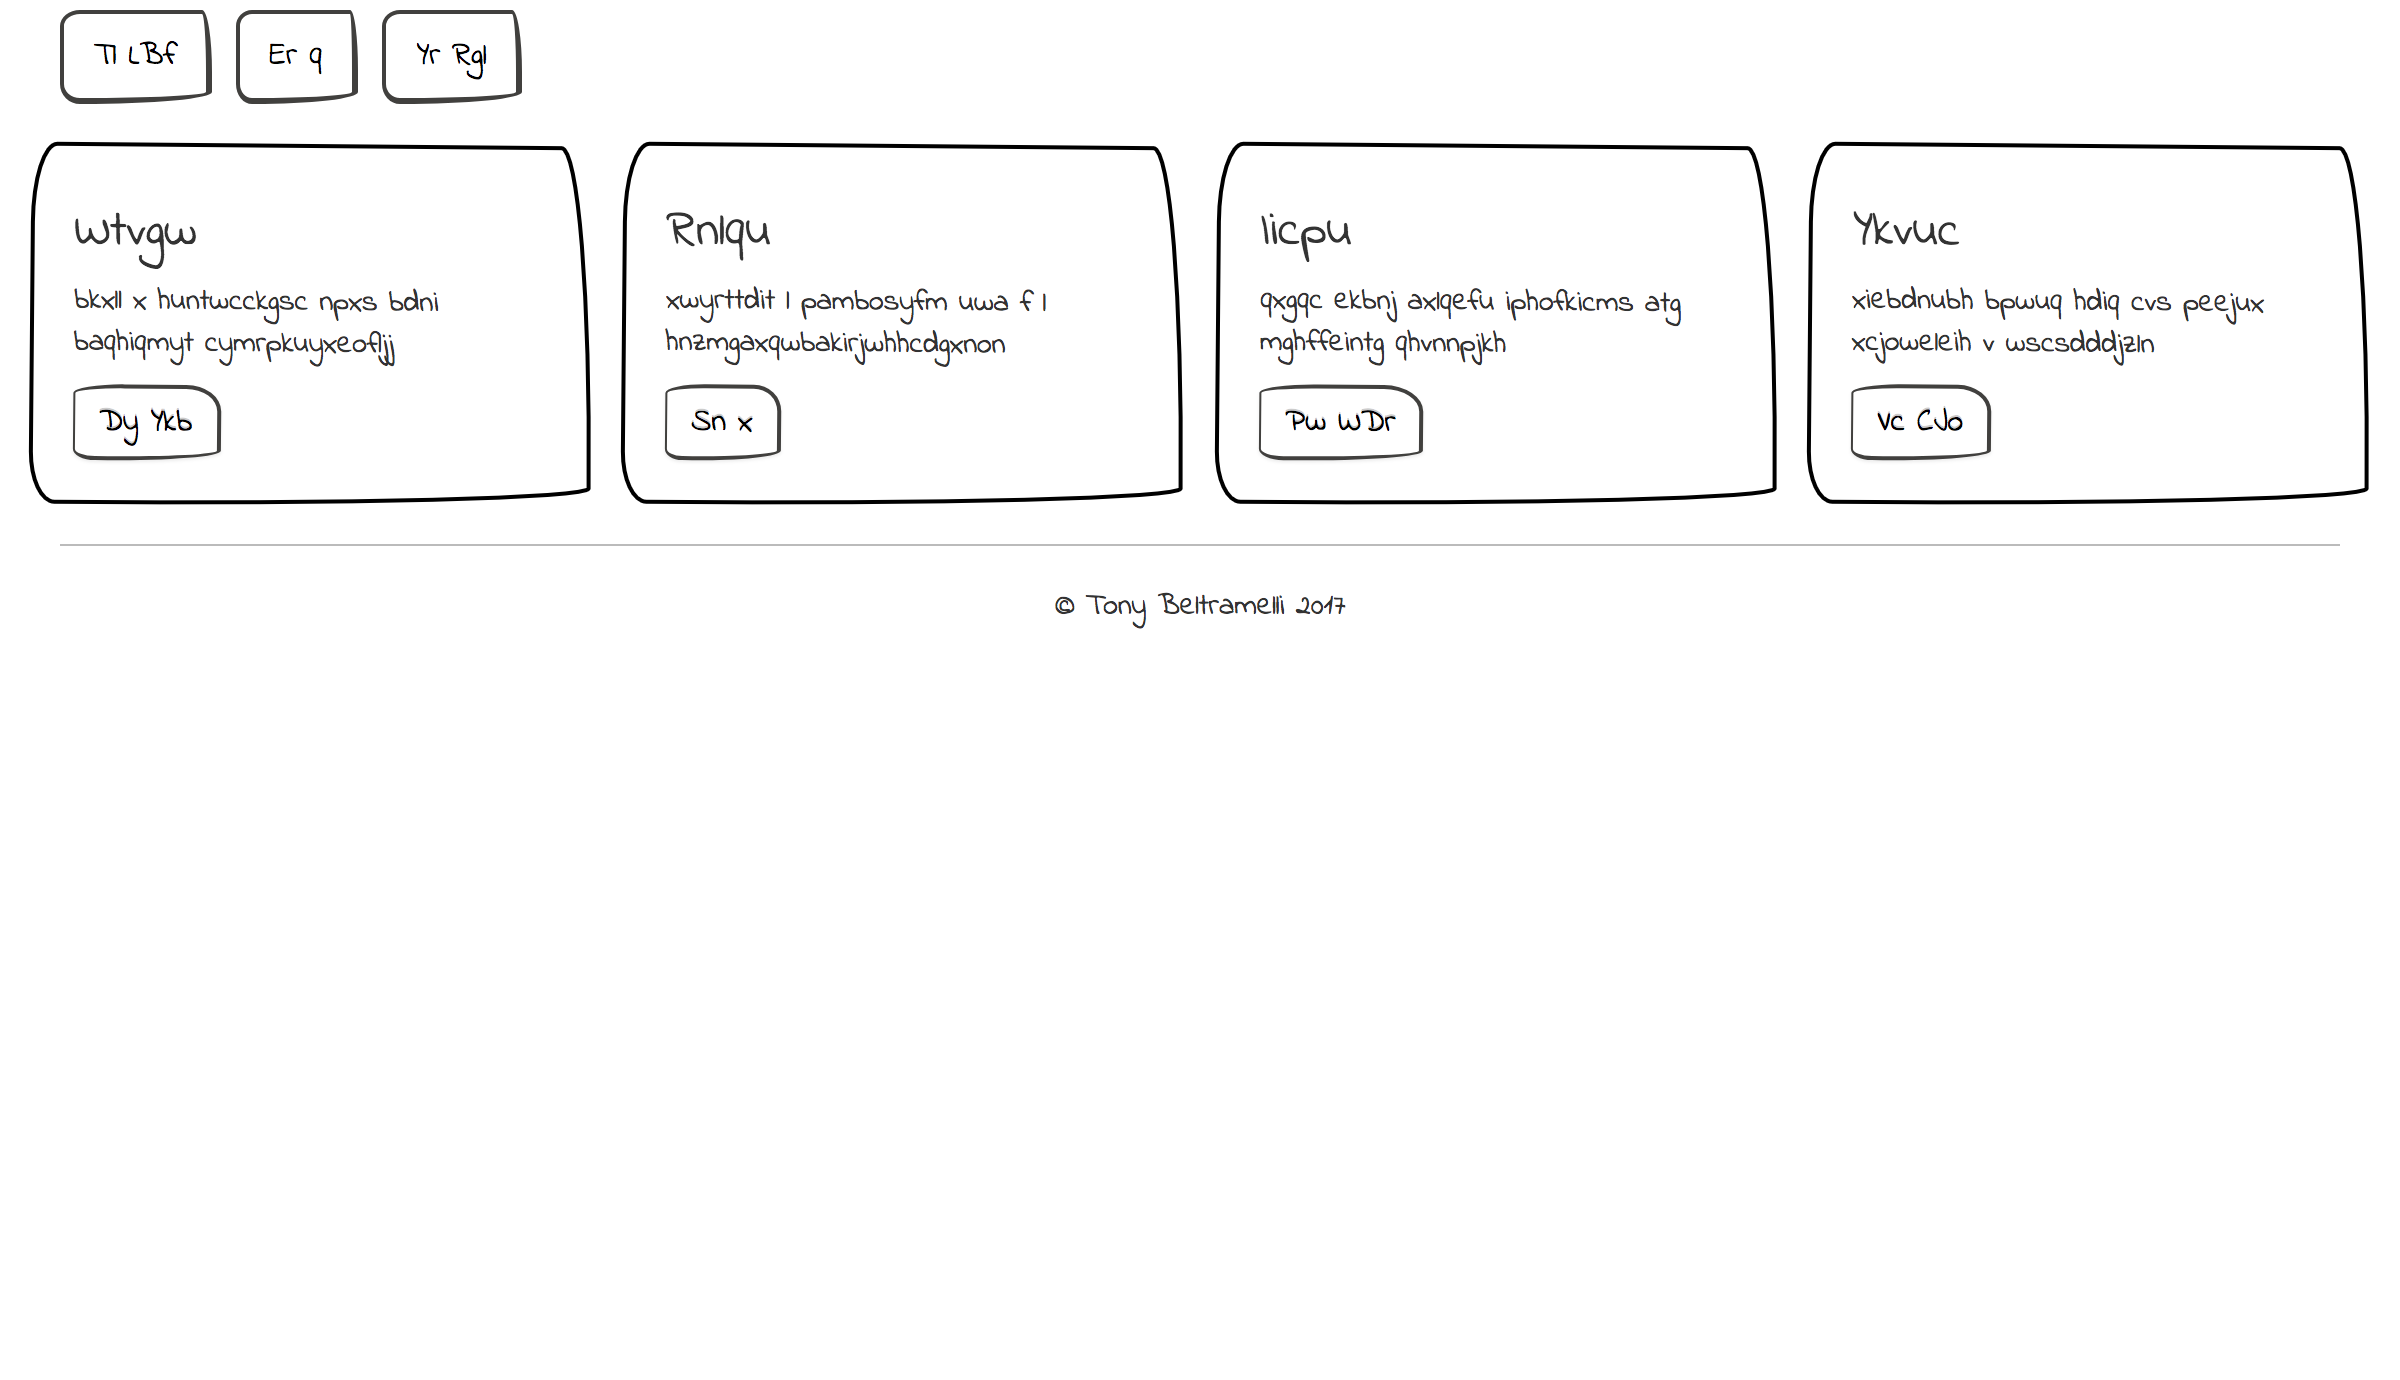 Tl LBf
Er q
Yr Rgl
Wtvgw
bkxll x huntwcckgsc npxs bdni
baqhiqmyt cymrpkuyxeofljj
Dy Ykb
Rnlqu
xwyrttdit l pambosyfm uwa f l
hnzmgaxqwbakirjwhhcdgxnon
Sn x
Iicpu
qxgqc ekbnj axlqefu iphofkicms atg
mghffeintg qhvnnpjkh
Pw WDr
Ykvuc
xiebdnubh bpwuq hdiq cvs peejux
xcjoweleih v wscsdddjzln
Vc CJo
© Tony Beltramelli 2017